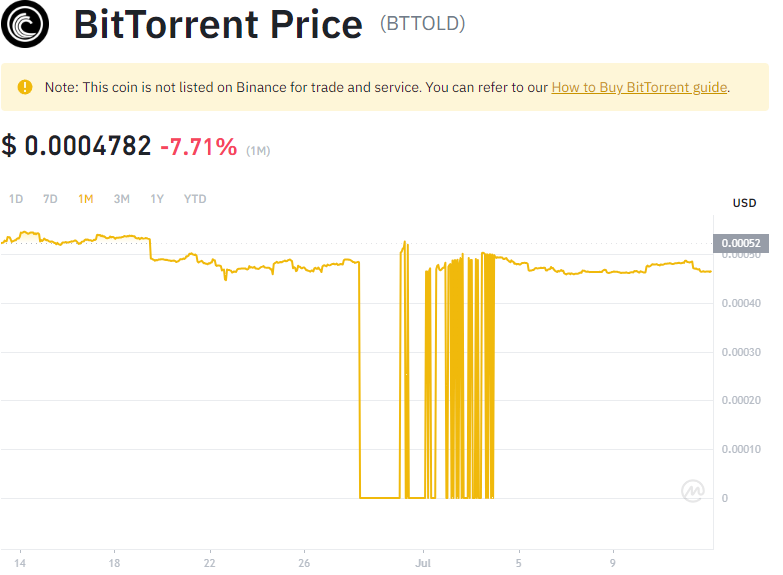 BitTorrent Price (BTTOLD)
Note: This coin is not listed on Binance for trade and service. You can refer to our How to Buy BitTorrent guide.
$ 0.0004782 -7.71% (1M)
1D 7D 1M 3M 1Y YTD
USD
0.00052
0.00050
0.00040
0.00030
0.00020
0.00010
0
14 18 22 26 Jul 5 9